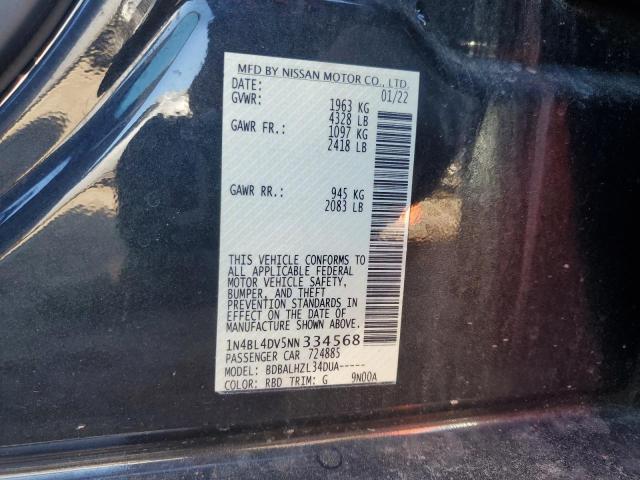 MFD BY NISSAN MOTOR CO., LTD.
DATE: 01/22
GVWR: 1963 KG
4328 LB
GAWR FR.: 1097 KG
2418 LB
GAWR RR.: 945 KG
2083 LB
THIS VEHICLE CONFORMS TO
ALL APPLICABLE FEDERAL
MOTOR VEHICLE SAFETY,
BUMPER, AND THEFT
PREVENTION STANDARDS IN
EFFECT ON THE DATE OF
MANUFACTURE SHOWN ABOVE.
1N4BL4DV5NN334568
PASSENGER CAR 724885
MODEL: BDBALHZL34DUA-----
COLOR: RBD TRIM: G 9N00A